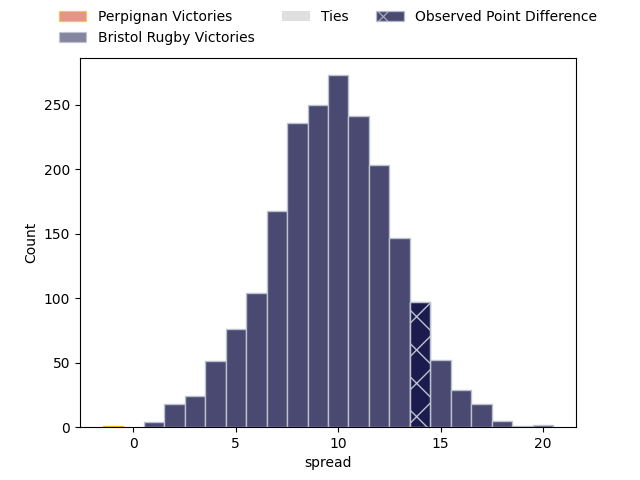 Perpignan Victories
Ties
Observed Point Difference
Bristol Rugby Victories
250
200
150
100
50
0
Count
0 5 10 15 20
spread